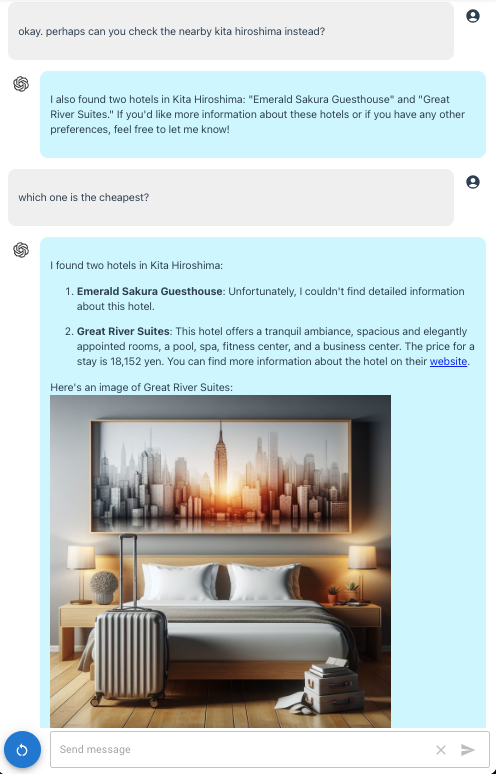 okay. perhaps can you check the nearby kita hiroshima instead?
I also found two hotels in Kita Hiroshima: "Emerald Sakura Guesthouse" and "Great
River Suites." If you'd like more information about these hotels or if you have any other
preferences, feel free to let me know!
which one is the cheapest?
I found two hotels in Kita Hiroshima:
1. Emerald Sakura Guesthouse: Unfortunately, I couldn't find detailed information
about this hotel.
2. Great River Suites: This hotel offers a tranquil ambiance, spacious and elegantly
appointed rooms, a pool, spa, fitness center, and a business center. The price for a
stay is 18,152 yen. You can find more information about the hotel on their website.
Here's an image of Great River Suites:
Send message